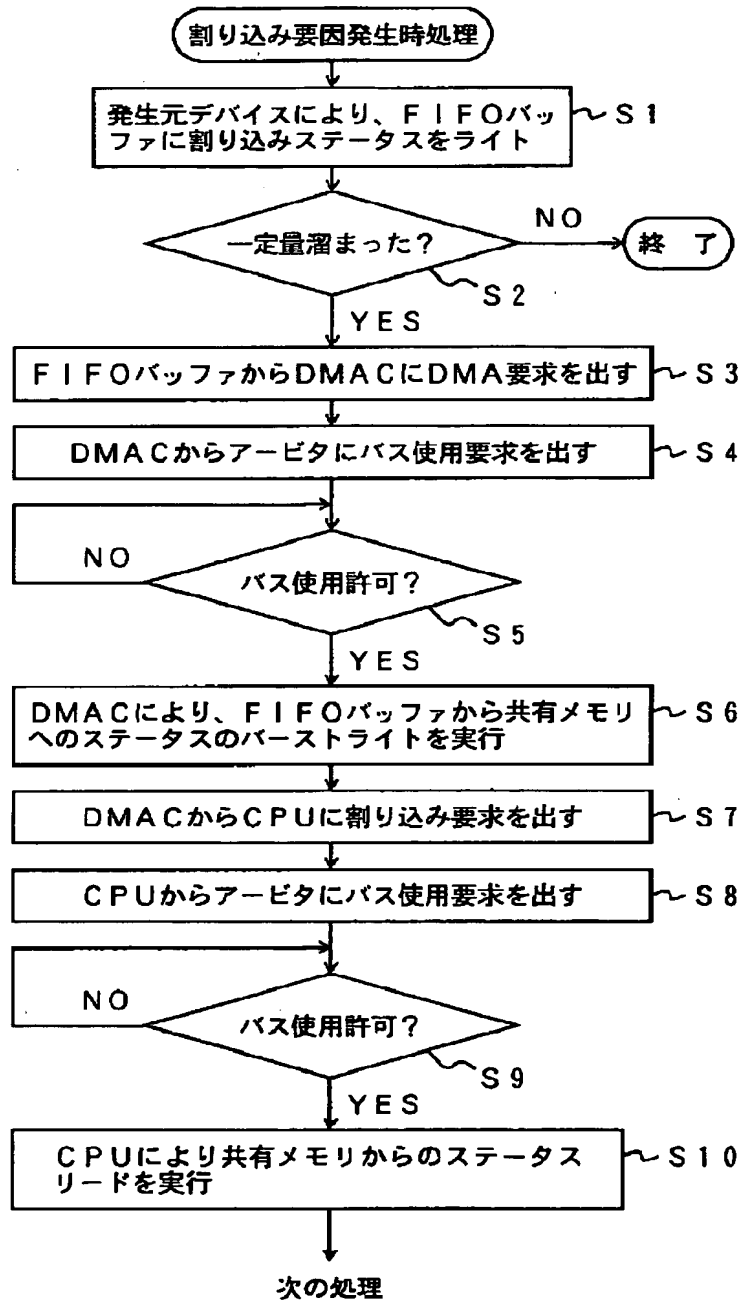 割り込み要因発生時処理
発生元デバイスにより、FIFOバッ
ファに割り込みステータスをライト
S1
一定量溜まった？
NO
終 了
S2
YES
FIFOバッファからDMACにDMA要求を出す
S3
DMACからアービタにバス使用要求を出す
S4
NO
バス使用許可？
S5
YES
DMACにより、FIFOバッファから共有メモリ
へのステータスのバーストライトを実行
S6
DMACからCPUに割り込み要求を出す
S7
CPUからアービタにバス使用要求を出す
S8
NO
バス使用許可？
S9
YES
CPUにより共有メモリからのステータス
リードを実行
S10
次の処理